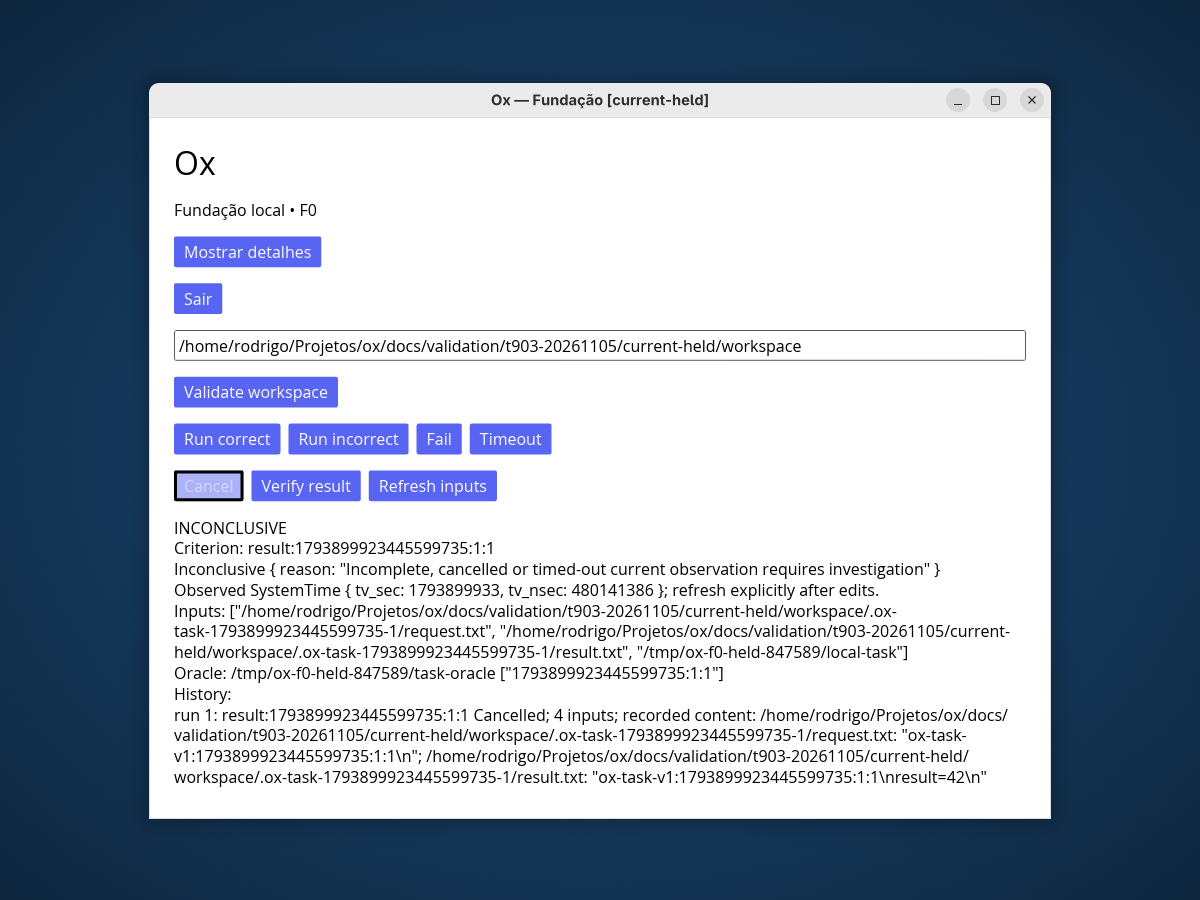 Ox — Fundação [current-held]
Ox
Fundação local • F0
Mostrar detalhes
Sair
/home/rodrigo/Projetos/ox/docs/validation/t903-20261105/current-held/workspace
Validate workspace
Run correct Run incorrect Fail Timeout
Cancel Verify result Refresh inputs
INCONCLUSIVE
Criterion: result:1793899923445599735:1:1
Inconclusive { reason: "Incomplete, cancelled or timed-out current observation requires investigation" }
Observed SystemTime { tv_sec: 1793899933, tv_nsec: 480141386 }; refresh explicitly after edits.
Inputs: ["/home/rodrigo/Projetos/ox/docs/validation/t903-20261105/current-held/workspace/.ox-
task-1793899923445599735-1/request.txt", "/home/rodrigo/Projetos/ox/docs/validation/t903-20261105/current-
held/workspace/.ox-task-1793899923445599735-1/result.txt", "/tmp/ox-f0-held-847589/local-task"]
Oracle: /tmp/ox-f0-held-847589/task-oracle ["1793899923445599735:1:1"]
History:
run 1: result:1793899923445599735:1:1 Cancelled; 4 inputs; recorded content: /home/rodrigo/Projetos/ox/docs/
validation/t903-20261105/current-held/workspace/.ox-task-1793899923445599735-1/request.txt: "ox-task-
v1:1793899923445599735:1:1\n"; /home/rodrigo/Projetos/ox/docs/validation/t903-20261105/current-held/
workspace/.ox-task-1793899923445599735-1/result.txt: "ox-task-v1:1793899923445599735:1:1\nresult=42\n"